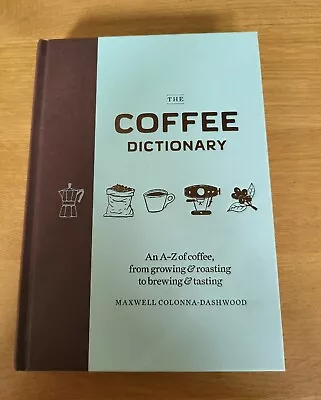 THE
COFFEE
DICTIONARY
An A–Z of coffee,
from growing & roasting
to brewing & tasting
MAXWELL COLONNA-DASHWOOD